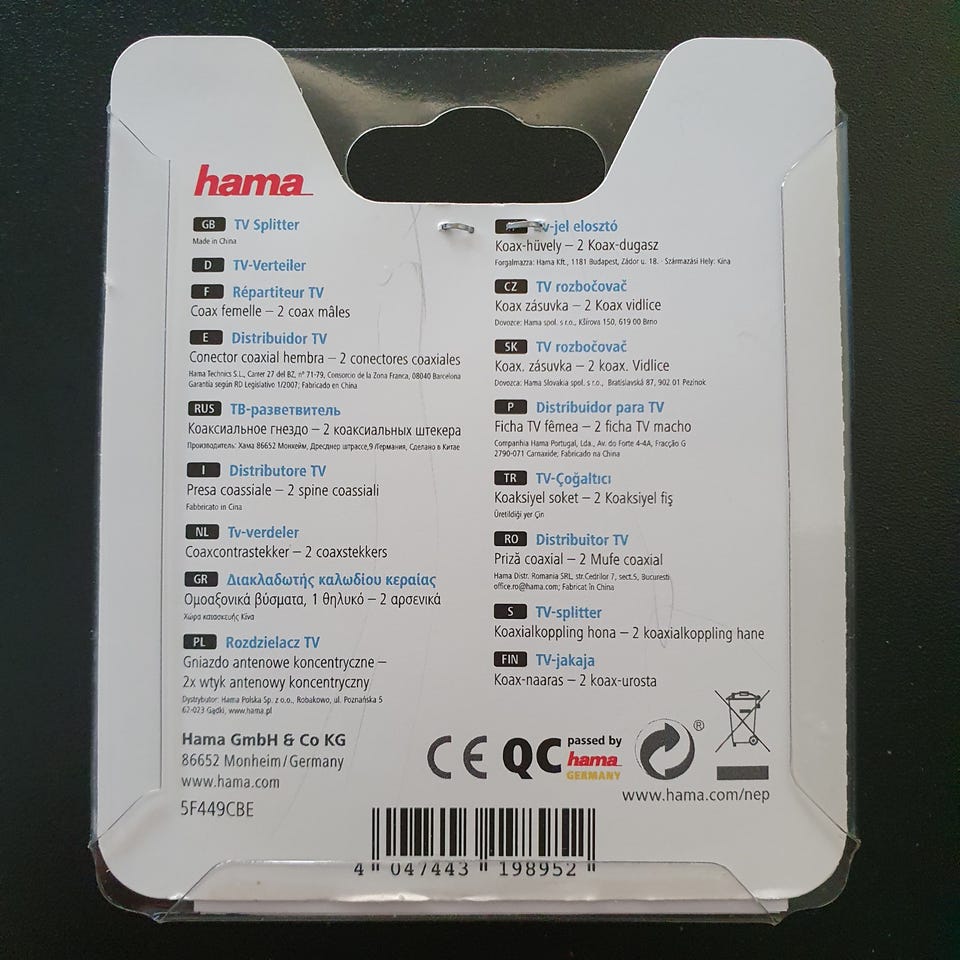 hama
GB TV Splitter
Made in China
D TV-Verteiler
F Répartiteur TV
Coax femelle – 2 coax mâles
E Distribuidor TV
Conector coaxial hembra – 2 conectores coaxiales
Hama Technics S.L., Carrer 27 del BZ, nº 71-79, Consorcio de la Zona Franca, 08040 Barcelona
Garantía según RD Legislativo 1/2007; Fabricado en China
RUS ТВ-разветвитель
Коаксиальное гнездо – 2 коаксиальных штекера
Производитель: Хама 86652 Монхейм, Дреснер штрассе,9 /Германия, Сделано в Китае
I Distributore TV
Presa coassiale – 2 spine coassiali
Fabbricato in Cina
NL Tv-verdeler
Coaxcontrastekker – 2 coaxstekkers
GR Διακλαδωτής καλωδίου κεραίας
Ομοαξονικά βύσματα, 1 θηλυκό – 2 αρσενικά
Χώρα κατασκευής Κίνα
PL Rozdzielacz TV
Gniazdo antenowe koncentryczne –
2x wtyk antenowy koncentryczny
Dystrybutor: Hama Polska Sp. z o.o., Robakowo, ul. Poznańska 5
62-023 Gądki, www.hama.pl
Hama GmbH & Co KG
86652 Monheim/Germany
www.hama.com
5F449CBE
v-jel elosztó
Koax-hüvely – 2 Koax-dugasz
Forgalmazza: Hama Kft., 1181 Budapest, Zádor u. 18. · Származási Hely: Kína
CZ TV rozbočovač
Koax zásuvka – 2 Koax vidlice
Dovozce: Hama spol. s r.o., Kšírova 150, 619 00 Brno
SK TV rozbočovač
Koax. zásuvka – 2 koax. Vidlice
Dovozca: Hama Slovakia spol. s r.o., Bratislavská 87, 902 01 Pezinok
P Distribuidor para TV
Ficha TV fêmea – 2 ficha TV macho
Companhia Hama Portugal, Lda., Av. do Forte 4-4A, Fracção G
2790-071 Carnaxide; Fabricado na China
TR TV-Çoğaltıcı
Koaksiyel soket – 2 Koaksiyel fiş
Üretildiği yer Çin
RO Distribuitor TV
Priză coaxial – 2 Mufe coaxial
Hama Distr. Romania SRL, str.Cedrilor 7, sect.5, Bucuresti
office.ro@hama.com; Fabricat în China
S TV-splitter
Koaxialkoppling hona – 2 koaxialkoppling hane
FIN TV-jakaja
Koax-naaras – 2 koax-urosta
CE QC passed by
hama
GERMANY
®
www.hama.com/nep
4 047443 198952